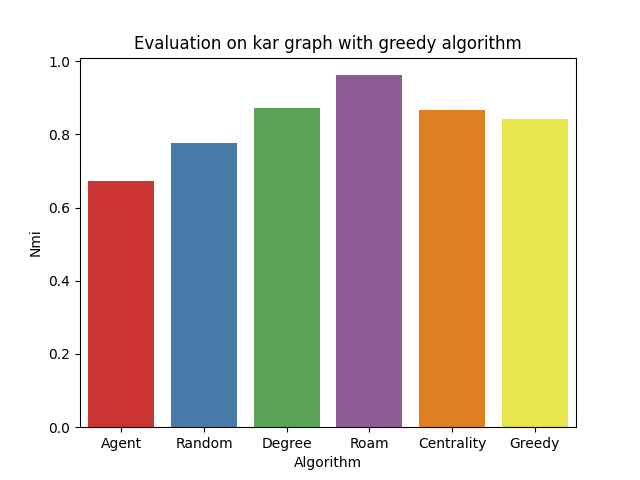 Evaluation on kar graph with greedy algorithm
1.0
0.8
0.6
0.4
0.2
0.0
Nmi
Agent Random Degree Roam Centrality Greedy
Algorithm